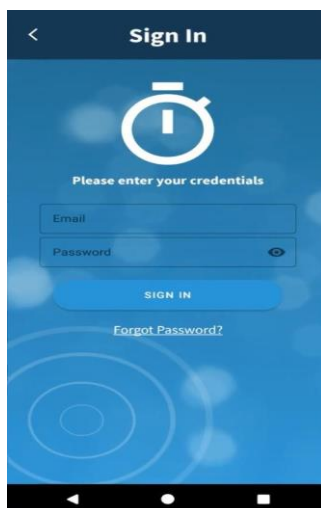 Sign In
Please enter your credentials
Email
Password
SIGN IN
Forgot Password?